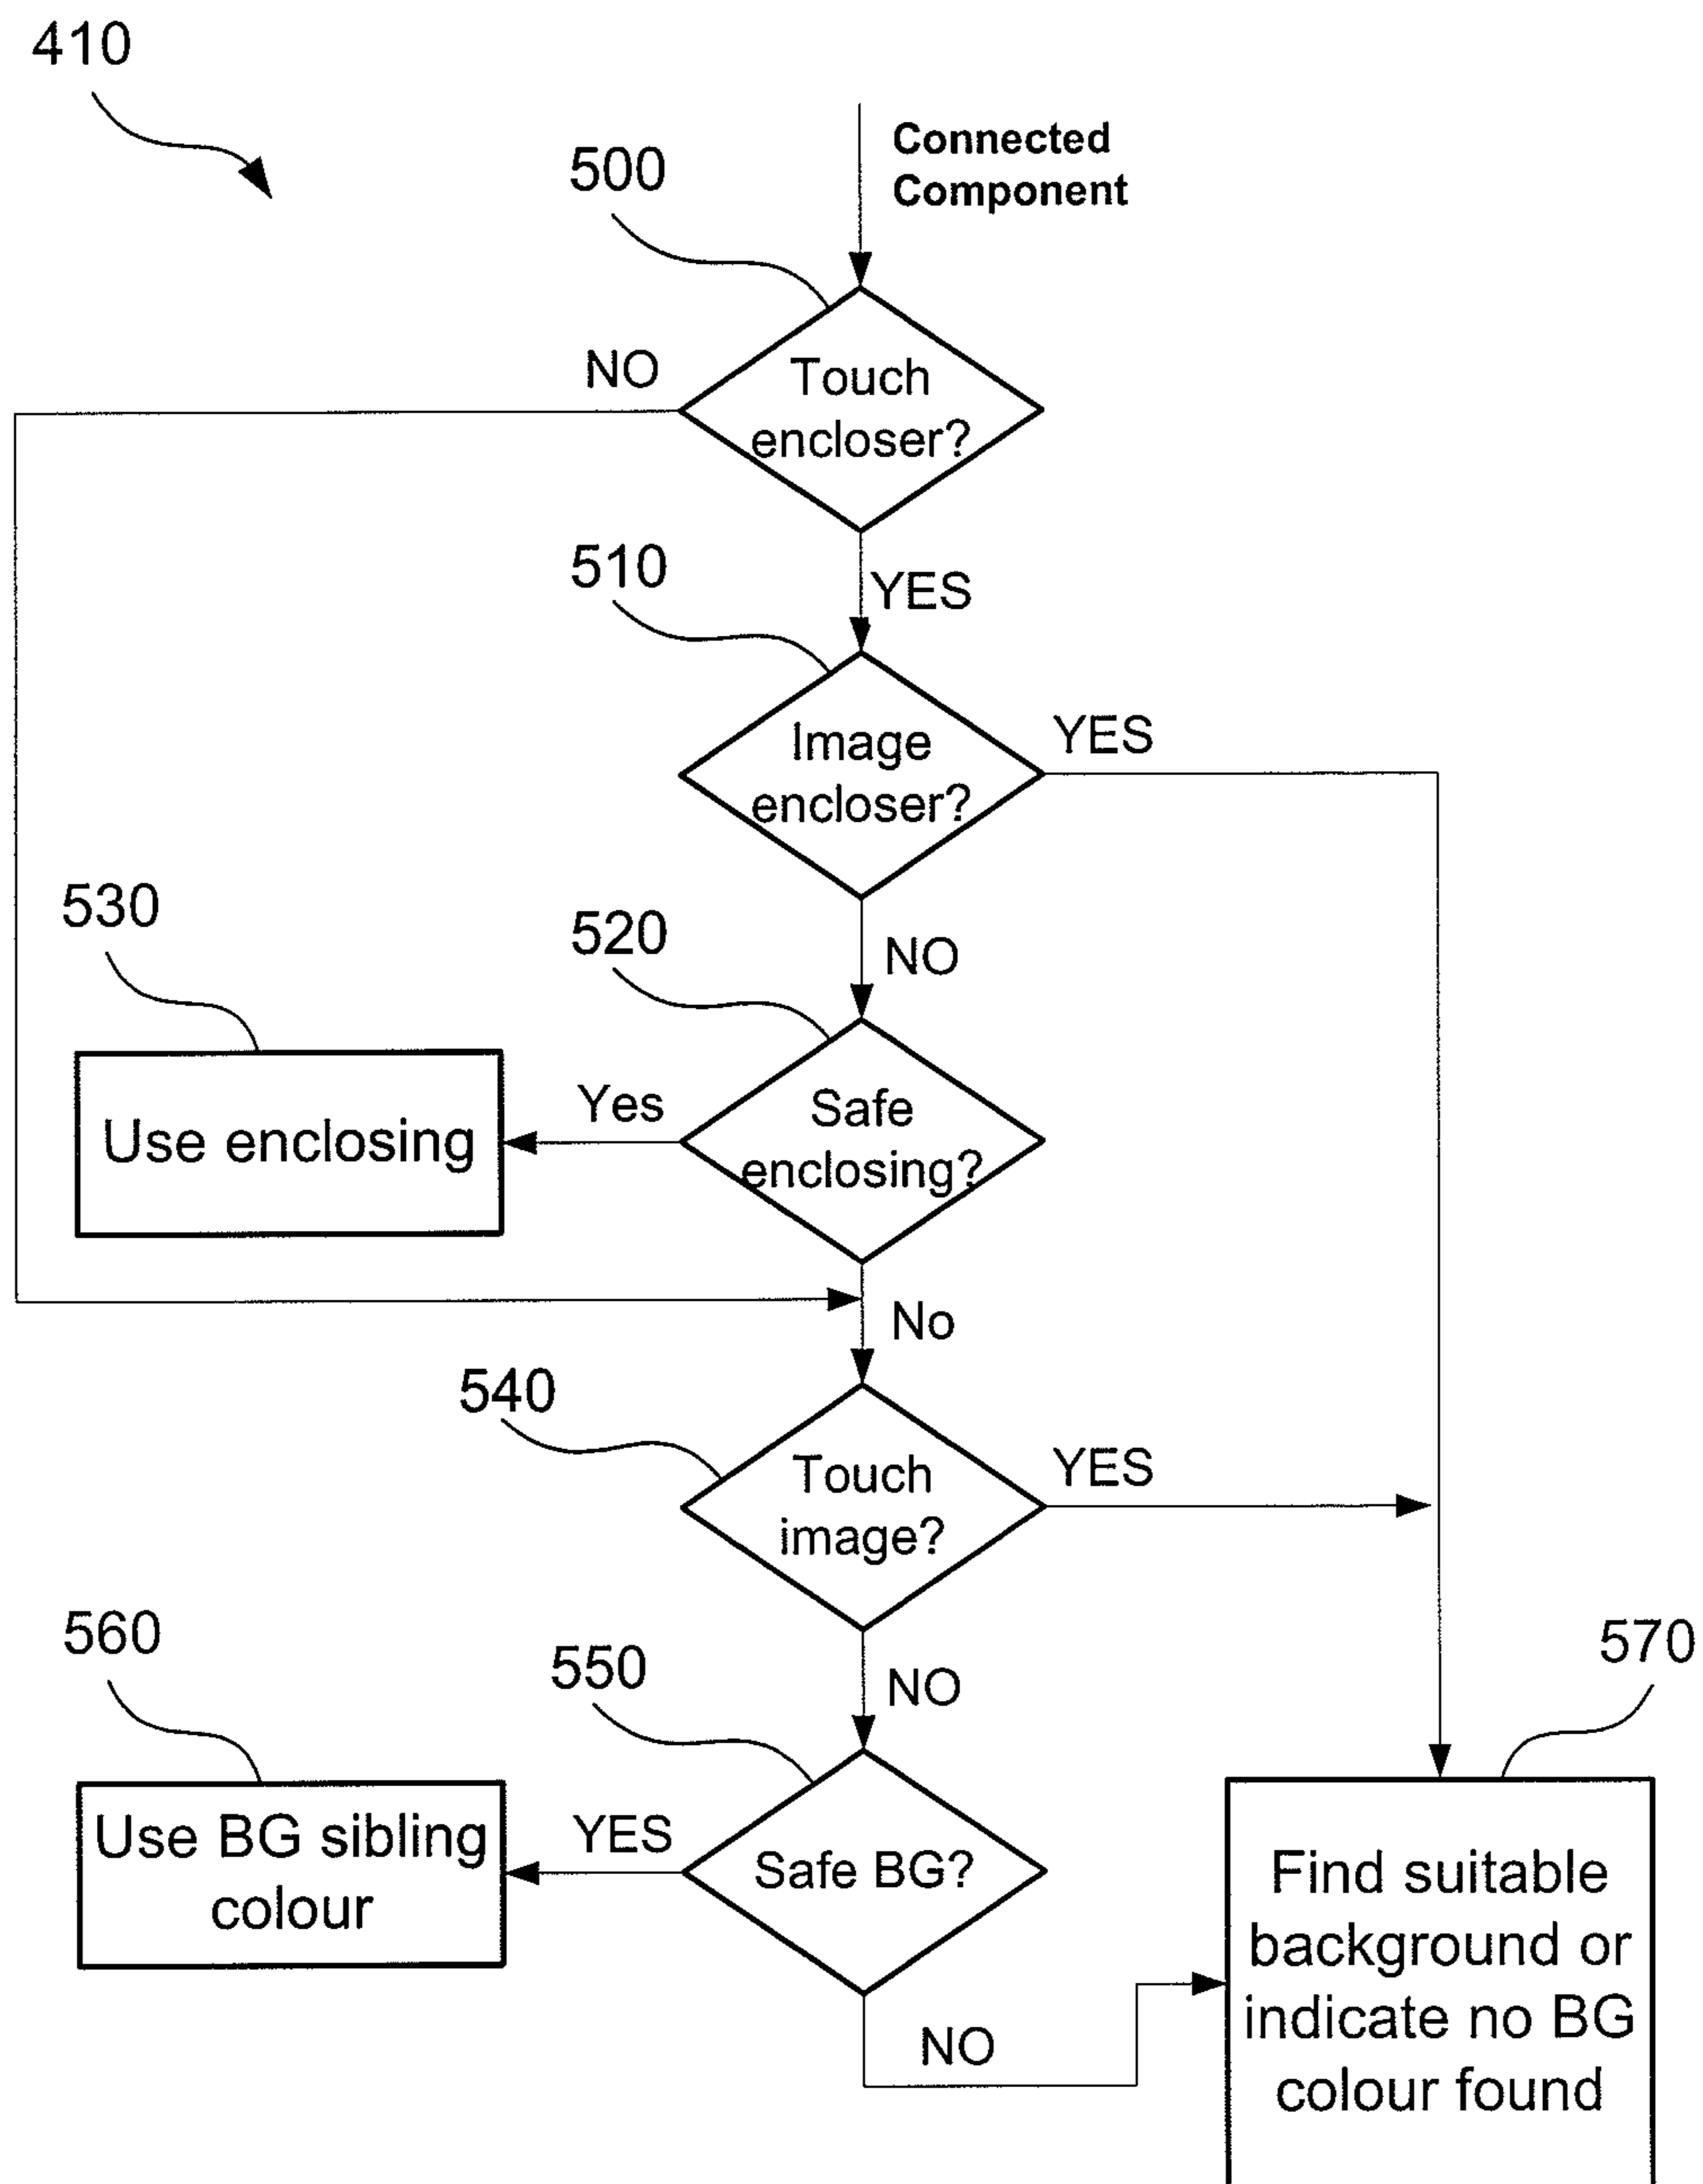 410
Connected
Component
500
NO
Touch
encloser?
510
YES
Image
encloser?
YES
530
520
NO
Use enclosing
Yes
Safe
enclosing?
No
540
Touch
image?
YES
560
550
NO
570
Use BG sibling
colour
YES
Safe BG?
NO
Find suitable
background or
indicate no BG
colour found